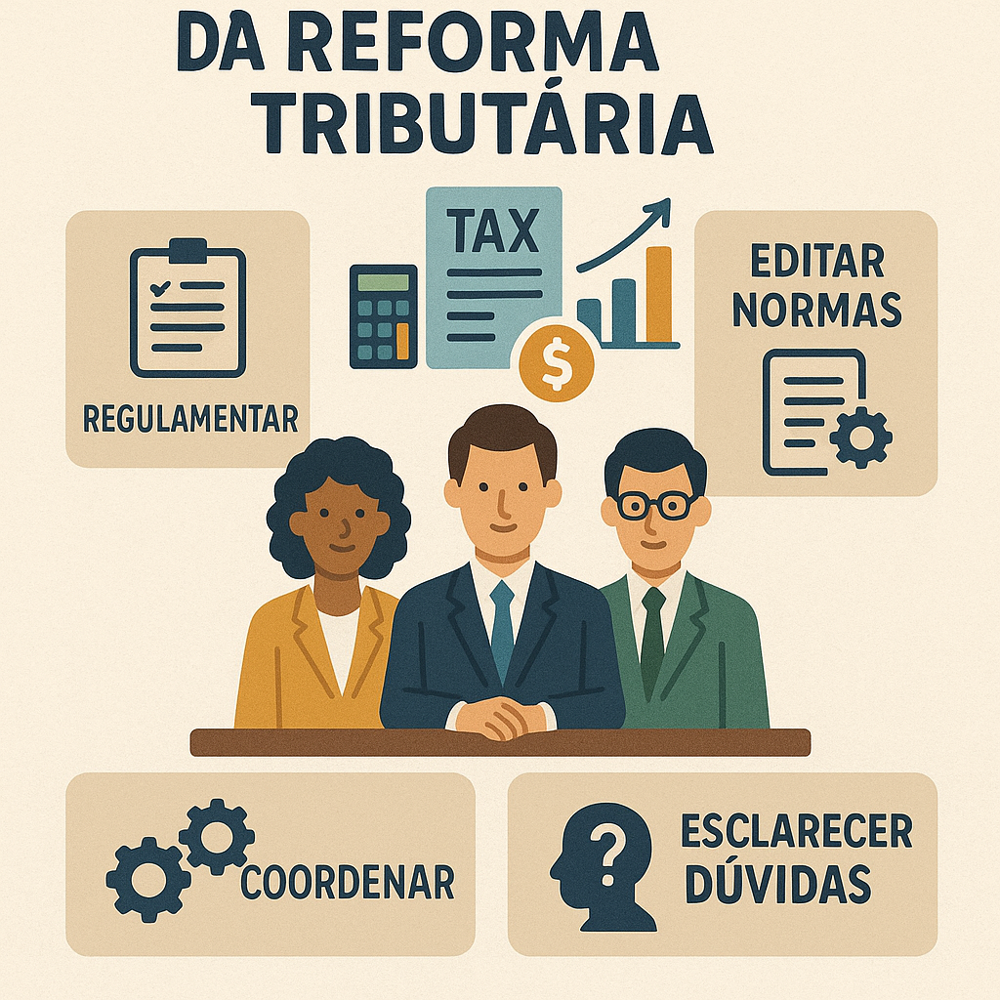 DA REFORMA
TRIBUTÁRIA
TAX
$
REGULAMENTAR
EDITAR
NORMAS
COORDENAR
?
ESCLARECER
DÚVIDAS